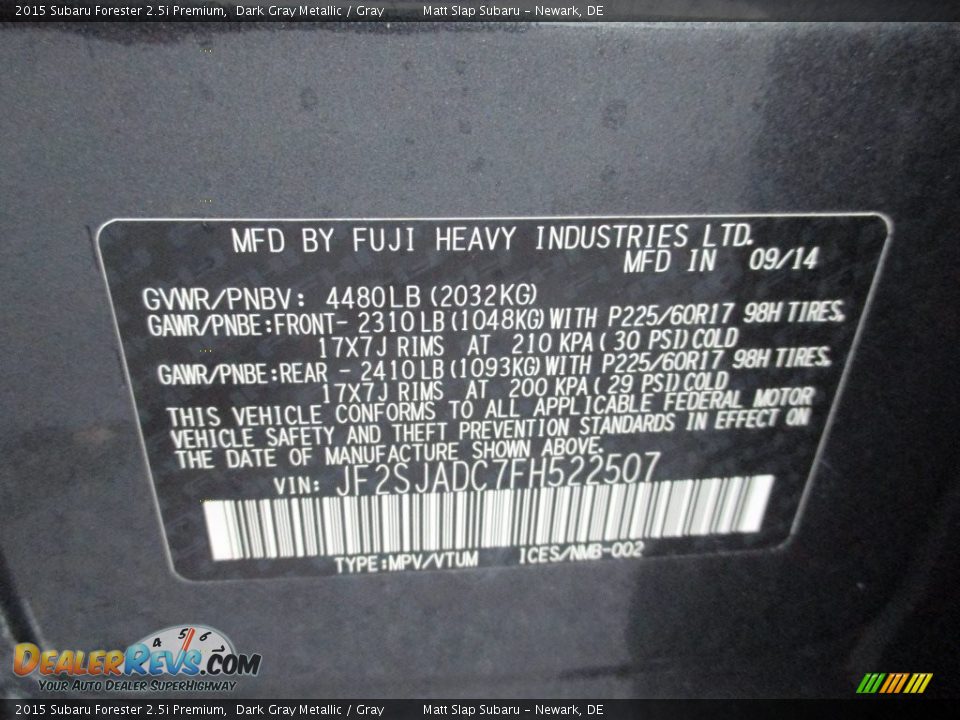 2015 Subaru Forester 2.5i Premium, Dark Gray Metallic / Gray Matt Slap Subaru - Newark, DE
MFD BY FUJI HEAVY INDUSTRIES LTD.
MFD IN 09/14
GVWR/PNBV: 4480LB (2032KG)
GAWR/PNBE:FRONT- 2310LB (1048KG) WITH P225/60R17 98H TIRES.
17X7J RIMS AT 210 KPA ( 30 PSI) COLD
GAWR/PNBE:REAR - 2410LB (1093KG) WITH P225/60R17 98H TIRES.
17X7J RIMS AT 200 KPA ( 29 PSI) COLD
THIS VEHICLE CONFORMS TO ALL APPLICABLE FEDERAL MOTOR
VEHICLE SAFETY AND THEFT PREVENTION STANDARDS IN EFFECT ON
THE DATE OF MANUFACTURE SHOWN ABOVE.
VIN: JF2SJADC7FH522507
TYPE:MPV/VTUM ICES/NMB-002
4 5 6
DEALERREVS.COM
YOUR AUTO DEALER SUPERHIGHWAY
2015 Subaru Forester 2.5i Premium, Dark Gray Metallic / Gray Matt Slap Subaru - Newark, DE